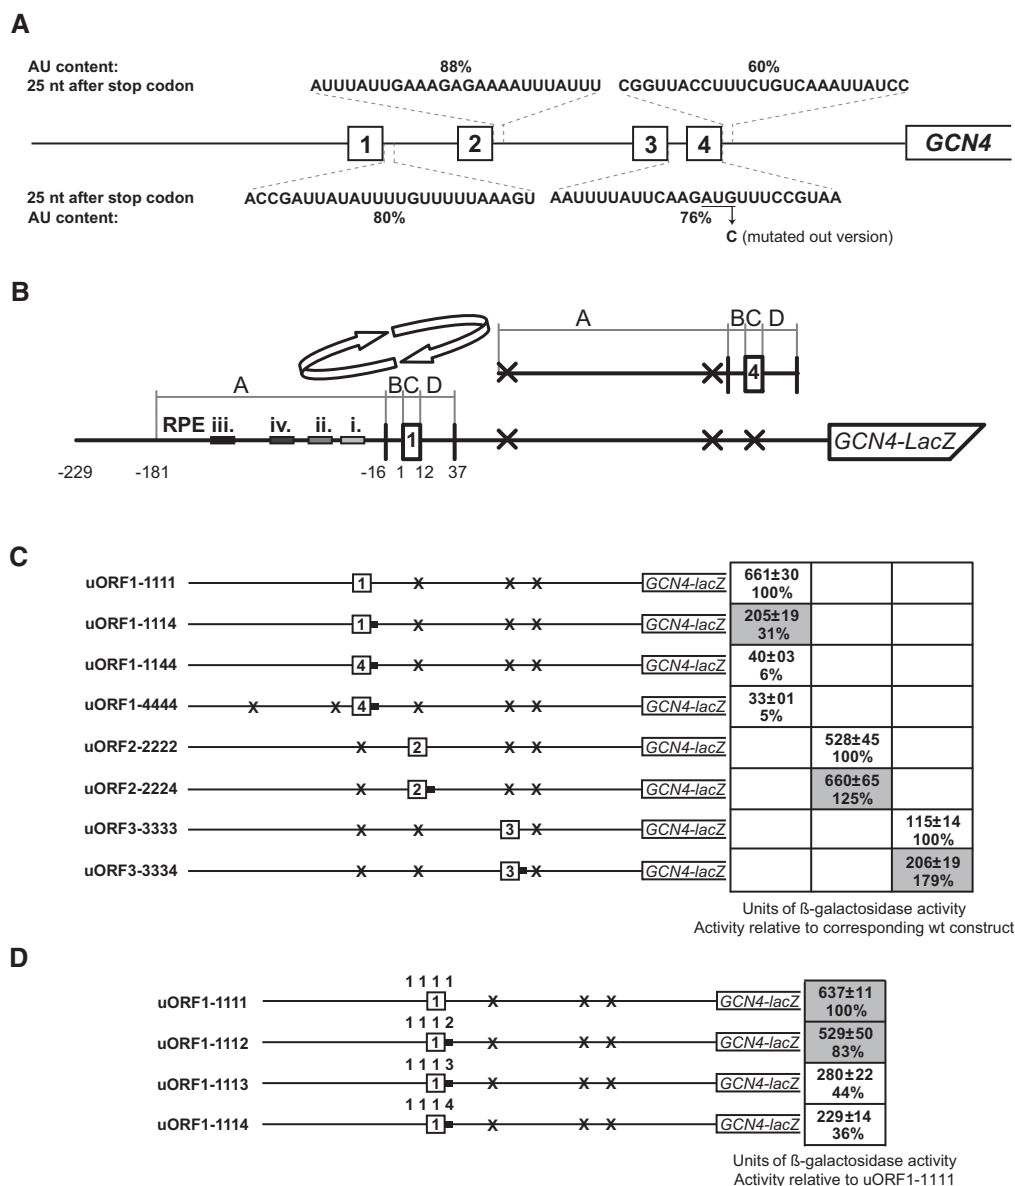 A
AU content:
25 nt after stop codon
88%
AUUUAUUGAAAGAGAAAAUUUAUUU
60%
CGGUUACCUUUCUGUCAAAUUAUCC
1
2
3
4
GCN4
25 nt after stop codon
AU content:
ACCGAUUAUAUUUUGUUUUUAAAGU
80%
AAUUUUAUUCAAGAUGUUUCCGUAA
76%
C (mutated out version)
B
A
B C D
4
A
B C D
RPE iii. iv. ii. i.
1
GCN4-LacZ
-229 -181 -16 1 12 37
C
uORF1-1111 1 X X X GCN4-lacZ 661±30
100%
uORF1-1114 1 X X X GCN4-lacZ 205±19
31%
uORF1-1144 4 X X X GCN4-lacZ 40±03
6%
uORF1-4444 X X 4 X X X GCN4-lacZ 33±01
5%
uORF2-2222 X 2 X X GCN4-lacZ 528±45
100%
uORF2-2224 X 2 X X GCN4-lacZ 660±65
125%
uORF3-3333 X X 3 X GCN4-lacZ 115±14
100%
uORF3-3334 X X 3 X GCN4-lacZ 206±19
179%
Units of ß-galactosidase activity
Activity relative to corresponding wt construct
D
1 1 1 1
uORF1-1111 1 X X X GCN4-lacZ 637±11
100%
1 1 1 2
uORF1-1112 1 X X X GCN4-lacZ 529±50
83%
1 1 1 3
uORF1-1113 1 X X X GCN4-lacZ 280±22
44%
1 1 1 4
uORF1-1114 1 X X X GCN4-lacZ 229±14
36%
Units of ß-galactosidase activity
Activity relative to uORF1-1111